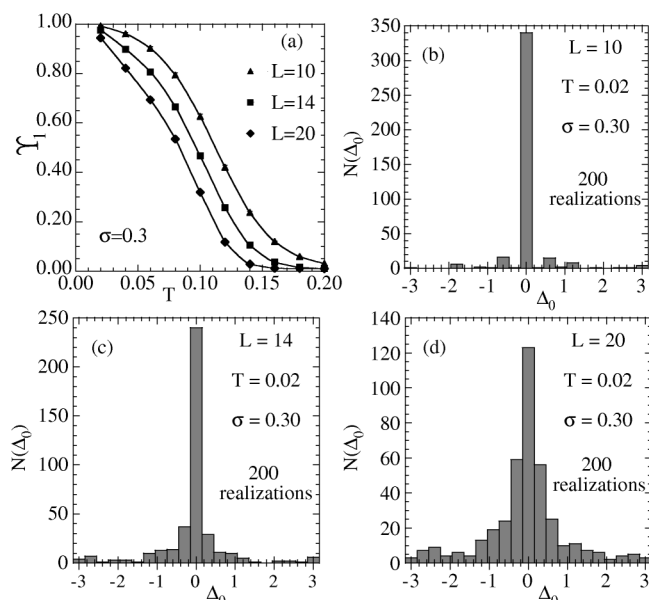 (a)
1.00
0.80
0.60
0.40
0.20
0.00
ϒ1
L=10
L=14
L=20
σ=0.3
0.00 0.05 0.10 0.15 0.20
T
(b)
350
300
250
200
150
100
50
0
N(Δ0)
L = 10
T = 0.02
σ = 0.30
200
realizations
-3 -2 -1 0 1 2 3
Δ0
(c)
250
200
150
100
50
0
N(Δ0)
L = 14
T = 0.02
σ = 0.30
200
realizations
-3 -2 -1 0 1 2 3
Δ0
(d)
140
120
100
80
60
40
20
0
N(Δ0)
L = 20
T = 0.02
σ = 0.30
200
realizations
-3 -2 -1 0 1 2 3
Δ0